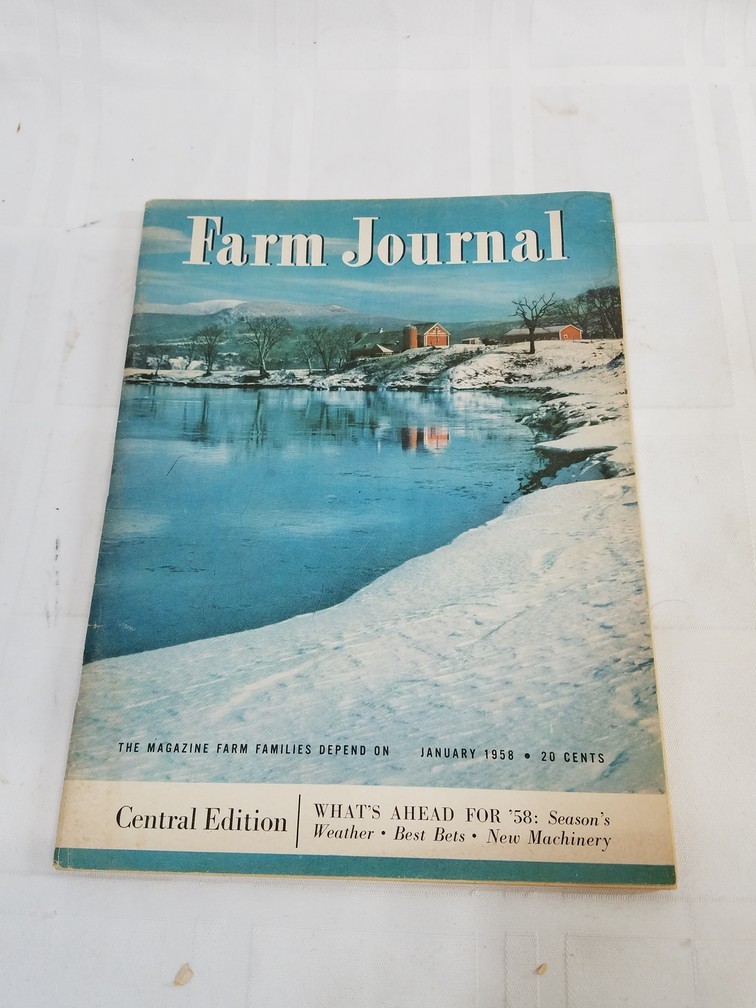 Farm Journal
THE MAGAZINE FARM FAMILIES DEPEND ON JANUARY 1958 • 20 CENTS
Central Edition
WHAT'S AHEAD FOR '58: Season's
Weather • Best Bets • New Machinery